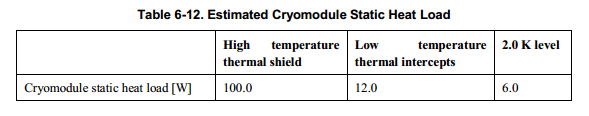 Table 6-12. Estimated Cryomodule Static Heat Load
High temperature thermal shield
Low temperature thermal intercepts
2.0 K level
Cryomodule static heat load [W]
100.0
12.0
6.0